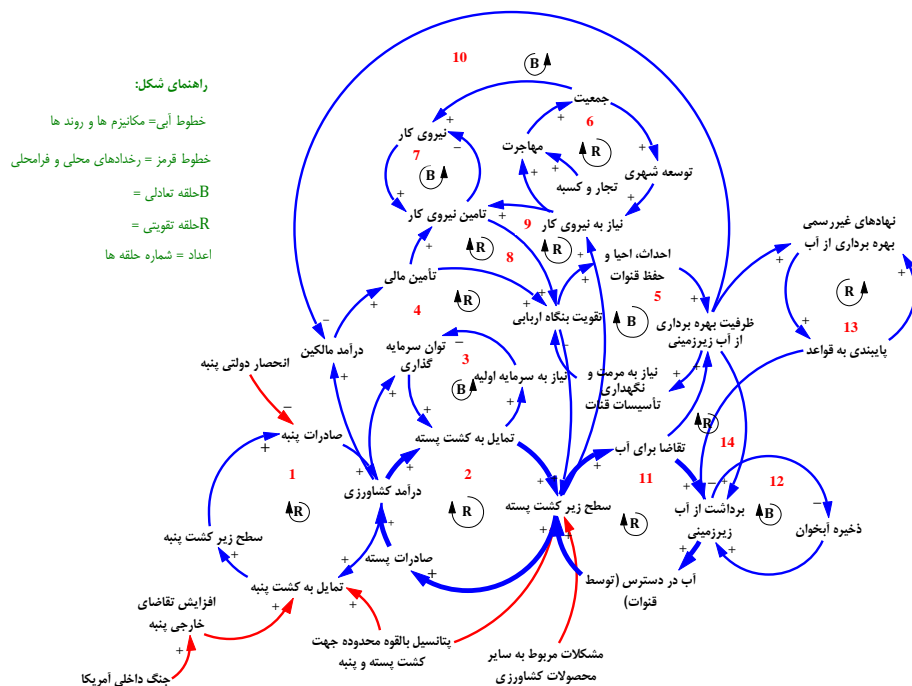 راهنمای شکل:
خطوط آبی= مکانیزم ها و روند ها
خطوط قرمز = رخدادهای محلی و فرامحلی
Bحلقه تعادلی =
Rحلقه تقویتی =
اعداد = شماره حلقه ها
10
B
جمعیت
6
R
نیروی کار
مهاجرت
7
B
توسعه شهری
تجار و کسبه
تامین نیروی کار
9
نیاز به نیروی کار
نهادهای غیررسمی
بهره برداری از آب
R
8
R
احداث، احیا و
حفظ قنوات
تأمین مالی
R
5
R
4
تقویت بنگاه اربابی
B
ظرفیت بهره برداری
از آب زیرزمینی
13
پایبندی به قواعد
درآمد مالکین
توان سرمایه
گذاری
3
انحصار دولتی پنبه
B
نیاز به سرمایه اولیه
نیاز به مرمت و
نگهداری
تأسیسات قنات
صادرات پنبه
تمایل به کشت پسته
تقاضا برای آب
R
14
1
2
11
12
درآمد کشاورزی
R
R
سطح زیر کشت پسته
R
برداشت از آب
زیرزمینی
B
ذخیره آبخوان
سطح زیر کشت پنبه
صادرات پسته
تمایل به کشت پنبه
آب در دسترس (توسط
قنوات)
افزایش تقاضای
خارجی پنبه
پتانسیل بالقوه محدوده جهت
کشت پسته و پنبه
مشکلات مربوط به سایر
محصولات کشاورزی
جنگ داخلی آمریکا